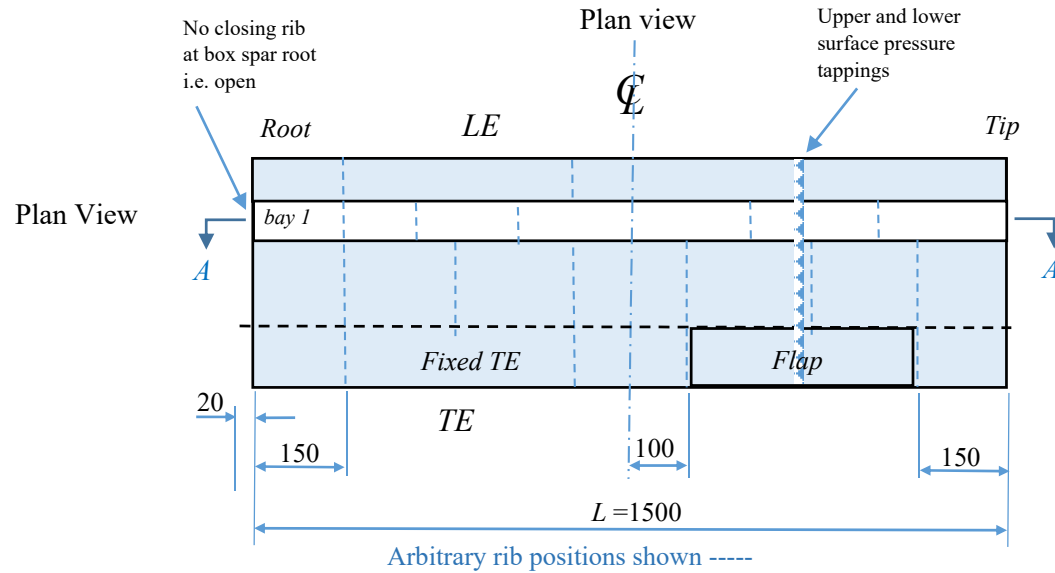 Plan view
No closing rib
at box spar root
i.e. open
Upper and lower
surface pressure
tappings
℄
Root
LE
Tip
Plan View
bay 1
A
A
Fixed TE
Flap
20
TE
150
100
150
L =1500
Arbitrary rib positions shown -----